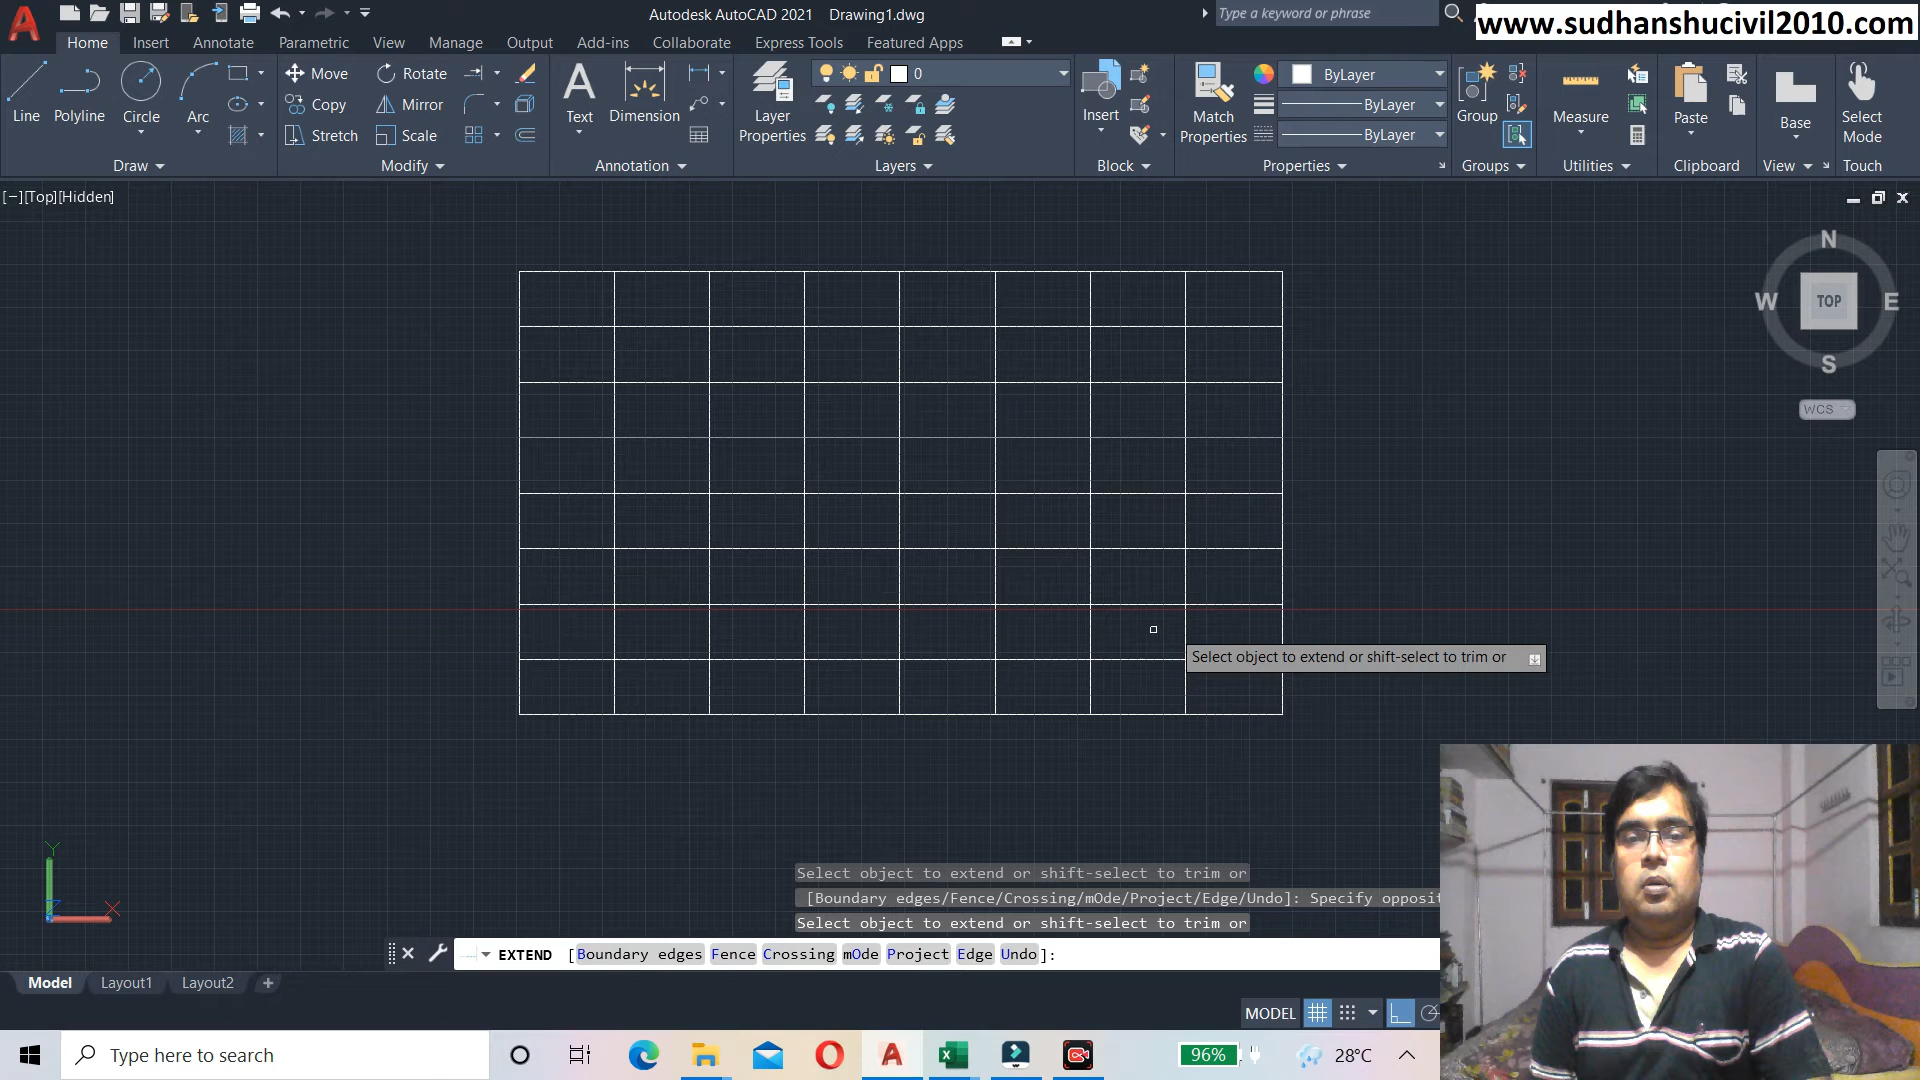 Autodesk AutoCAD 2021 Drawing1.dwg
Type a keyword or phrase
www.sudhanshucivil2010.com
Home Insert Annotate Parametric View Manage Output Add-ins Collaborate Express Tools Featured Apps
Line Polyline Circle Arc
Move Rotate
Copy Mirror
Stretch Scale
Text Dimension
Layer Properties
0
Insert
Match Properties
ByLayer
ByLayer
ByLayer
Group
Measure
Paste
Base
Select Mode
Draw Modify Annotation Layers Block Properties Groups Utilities Clipboard View Touch
[−][Top][Hidden]
N
W TOP E
S
WCS
Select object to extend or shift-select to trim or
Y
X
Select object to extend or shift-select to trim or
[Boundary edges/Fence/Crossing/mOde/Project/Edge/Undo]: Specify opposit
Select object to extend or shift-select to trim or
EXTEND [Boundary edges Fence Crossing mOde Project Edge Undo]:
Model Layout1 Layout2 +
MODEL
Type here to search
96%
28°C